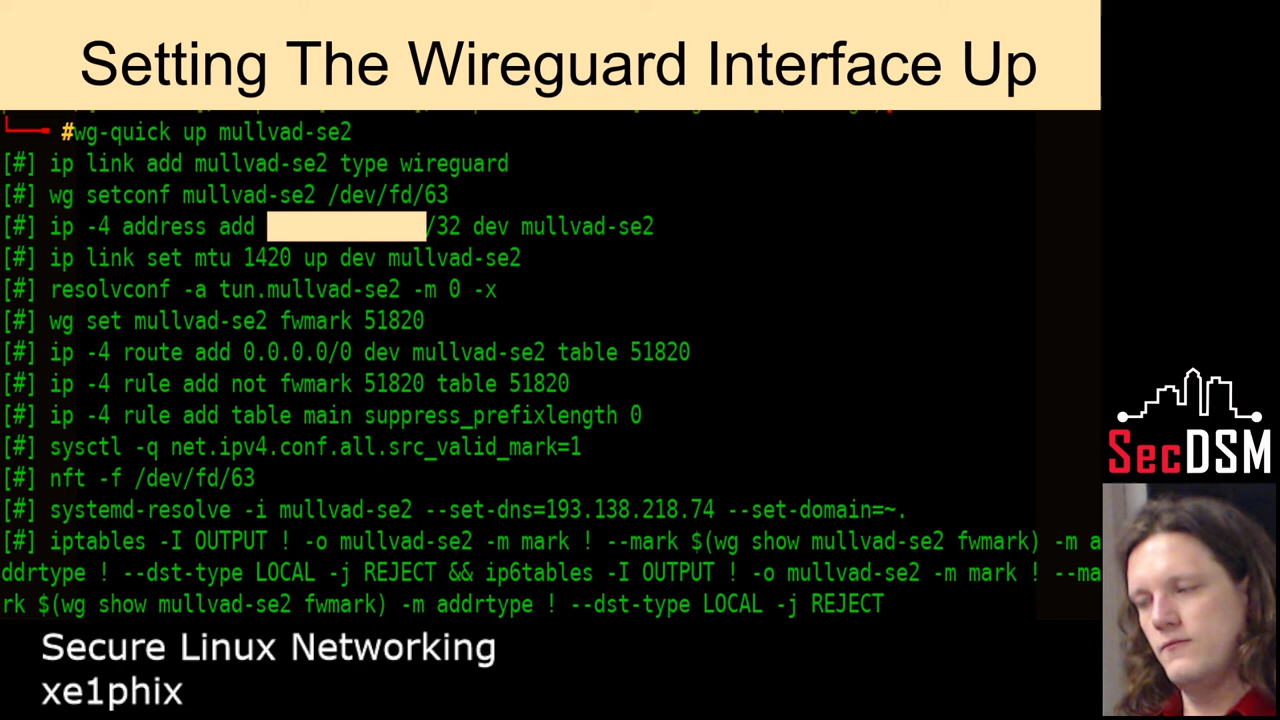 Setting The Wireguard Interface Up
#wg-quick up mullvad-se2
[#] ip link add mullvad-se2 type wireguard
[#] wg setconf mullvad-se2 /dev/fd/63
[#] ip -4 address add /32 dev mullvad-se2
[#] ip link set mtu 1420 up dev mullvad-se2
[#] resolvconf -a tun.mullvad-se2 -m 0 -x
[#] wg set mullvad-se2 fwmark 51820
[#] ip -4 route add 0.0.0.0/0 dev mullvad-se2 table 51820
[#] ip -4 rule add not fwmark 51820 table 51820
[#] ip -4 rule add table main suppress_prefixlength 0
[#] sysctl -q net.ipv4.conf.all.src_valid_mark=1
[#] nft -f /dev/fd/63
[#] systemd-resolve -i mullvad-se2 --set-dns=193.138.218.74 --set-domain=~.
[#] iptables -I OUTPUT ! -o mullvad-se2 -m mark ! --mark $(wg show mullvad-se2 fwmark) -m a
ddrtype ! --dst-type LOCAL -j REJECT && ip6tables -I OUTPUT ! -o mullvad-se2 -m mark ! --ma
rk $(wg show mullvad-se2 fwmark) -m addrtype ! --dst-type LOCAL -j REJECT
SecDSM
Secure Linux Networking
xe1phix